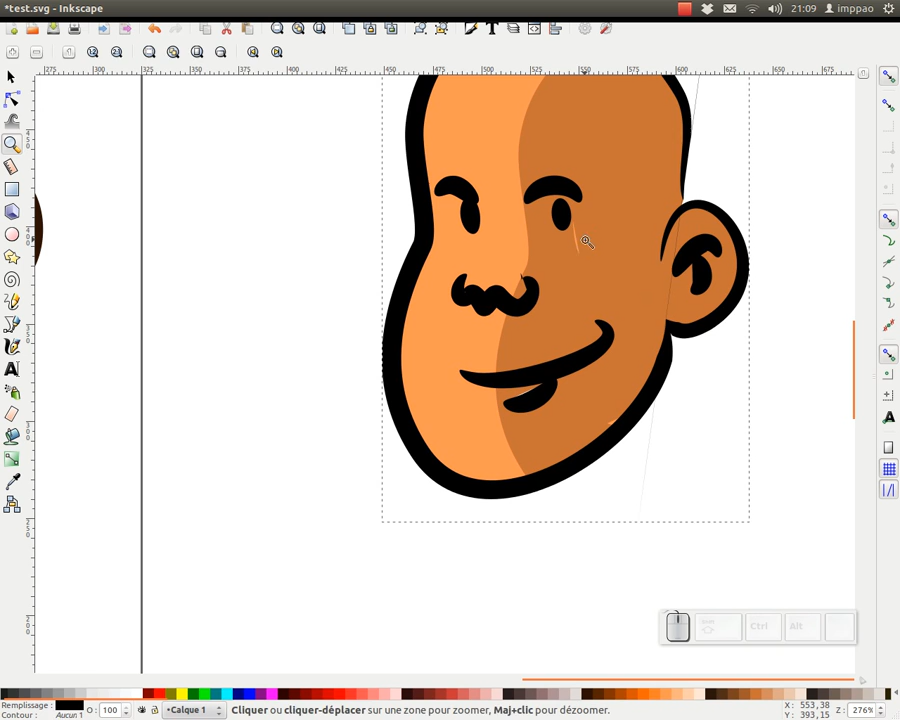 *test.svg - Inkscape
21:09 imppao
275 300 325 350 375 400 425 450 475 500 525 550 575 600 625 650 675
Ctrl Alt
Remplissage :
Contour : Aucun 1
O : 100
•Calque 1
Cliquer ou cliquer-déplacer sur une zone pour zoomer, Maj+clic pour dézoomer.
X : 553,38
Y : 393,15
Z : 276%